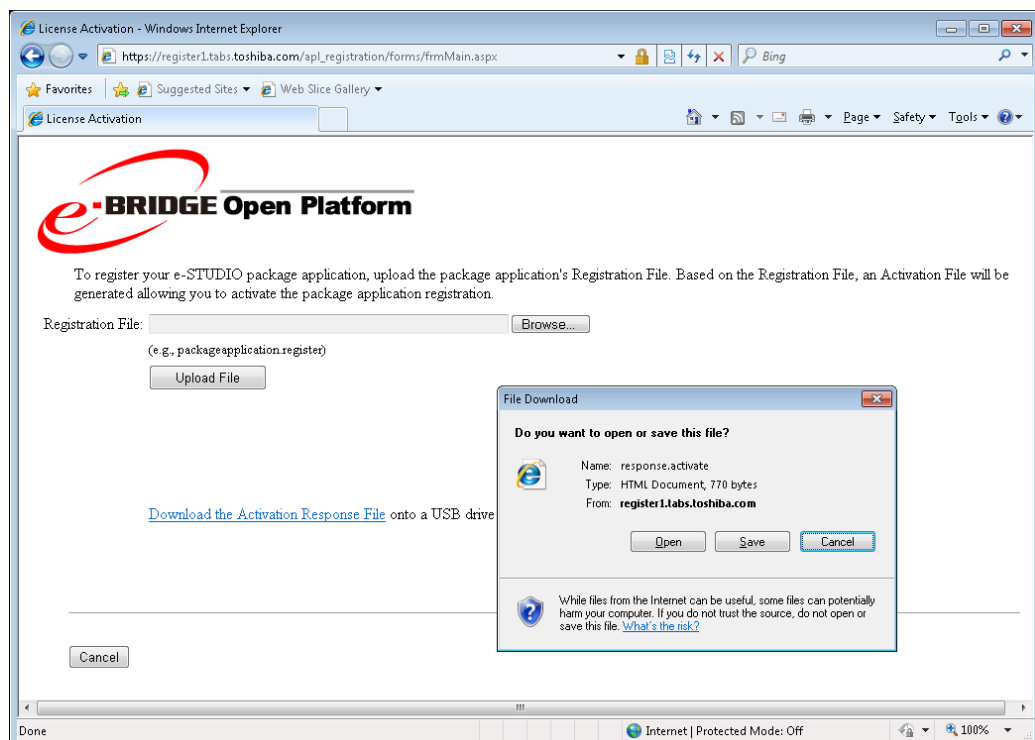 License Activation - Windows Internet Explorer
https://register1.tabs.toshiba.com/apl_registration/forms/frmMain.aspx
Bing
Favorites
Suggested Sites
Web Slice Gallery
License Activation
Page
Safety
Tools
e-BRIDGE Open Platform
To register your e-STUDIO package application, upload the package application's Registration File. Based on the Registration File, an Activation File will be
generated allowing you to activate the package application registration.
Registration File:
Browse...
(e.g., packageapplication.register)
Upload File
File Download
Do you want to open or save this file?
Name: response.activate
Type: HTML Document, 770 bytes
From: register1.tabs.toshiba.com
Download the Activation Response File onto a USB drive
Open
Save
Cancel
While files from the Internet can be useful, some files can potentially
harm your computer. If you do not trust the source, do not open or
save this file. What's the risk?
Cancel
Done
Internet | Protected Mode: Off
100%